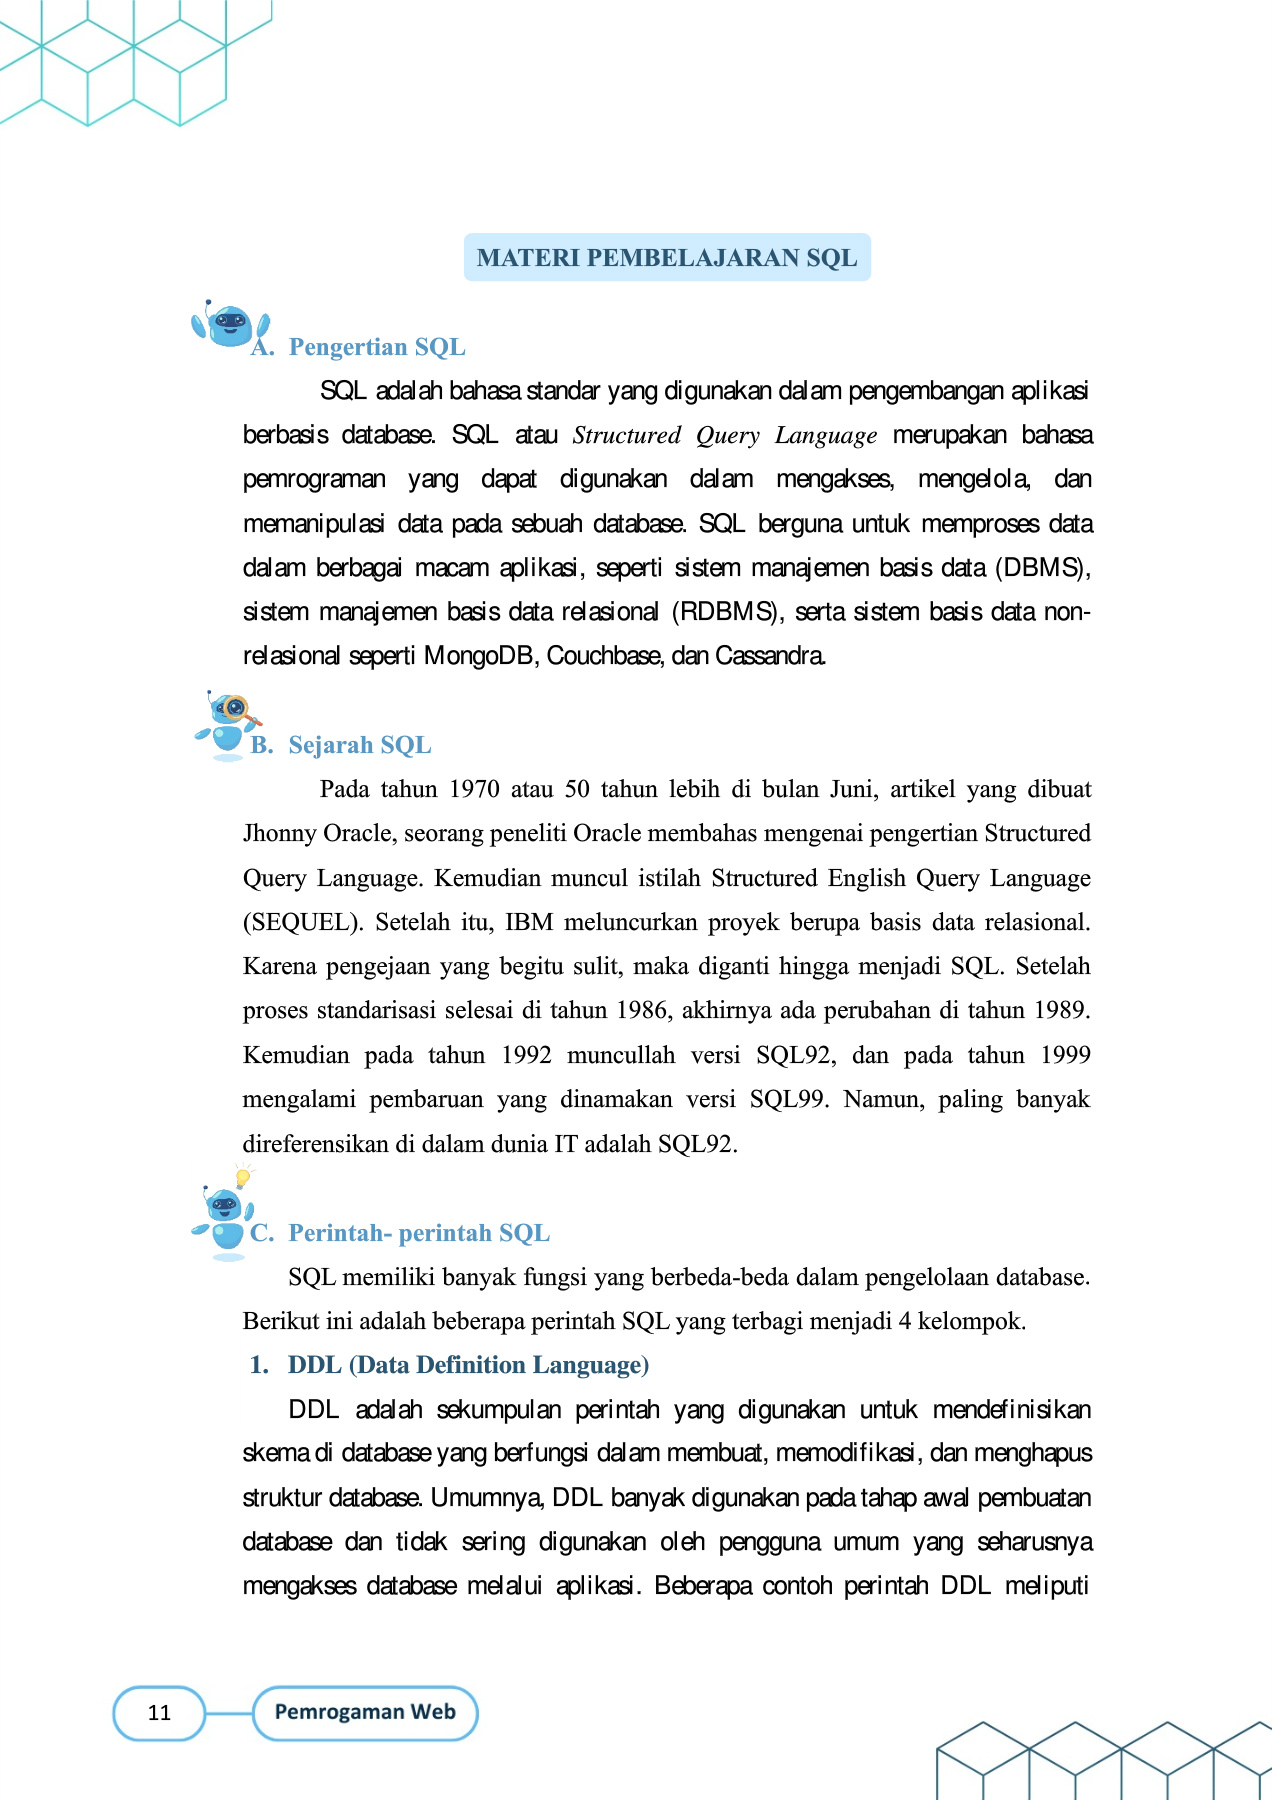 MATERI PEMBELAJARAN SQL
A. Pengertian SQL
SQL adalah bahasa standar yang digunakan dalam pengembangan aplikasi
berbasis database. SQL atau Structured Query Language merupakan bahasa
pemrograman yang dapat digunakan dalam mengakses, mengelola, dan
memanipulasi data pada sebuah database. SQL berguna untuk memproses data
dalam berbagai macam aplikasi, seperti sistem manajemen basis data (DBMS),
sistem manajemen basis data relasional (RDBMS), serta sistem basis data non-
relasional seperti MongoDB, Couchbase, dan Cassandra.
B. Sejarah SQL
Pada tahun 1970 atau 50 tahun lebih di bulan Juni, artikel yang dibuat
Jhonny Oracle, seorang peneliti Oracle membahas mengenai pengertian Structured
Query Language. Kemudian muncul istilah Structured English Query Language
(SEQUEL). Setelah itu, IBM meluncurkan proyek berupa basis data relasional.
Karena pengejaan yang begitu sulit, maka diganti hingga menjadi SQL. Setelah
proses standarisasi selesai di tahun 1986, akhirnya ada perubahan di tahun 1989.
Kemudian pada tahun 1992 muncullah versi SQL92, dan pada tahun 1999
mengalami pembaruan yang dinamakan versi SQL99. Namun, paling banyak
direferensikan di dalam dunia IT adalah SQL92.
C. Perintah- perintah SQL
SQL memiliki banyak fungsi yang berbeda-beda dalam pengelolaan database.
Berikut ini adalah beberapa perintah SQL yang terbagi menjadi 4 kelompok.
1. DDL (Data Definition Language)
DDL adalah sekumpulan perintah yang digunakan untuk mendefinisikan
skema di database yang berfungsi dalam membuat, memodifikasi, dan menghapus
struktur database. Umumnya, DDL banyak digunakan pada tahap awal pembuatan
database dan tidak sering digunakan oleh pengguna umum yang seharusnya
mengakses database melalui aplikasi. Beberapa contoh perintah DDL meliputi
11
Pemrogaman Web